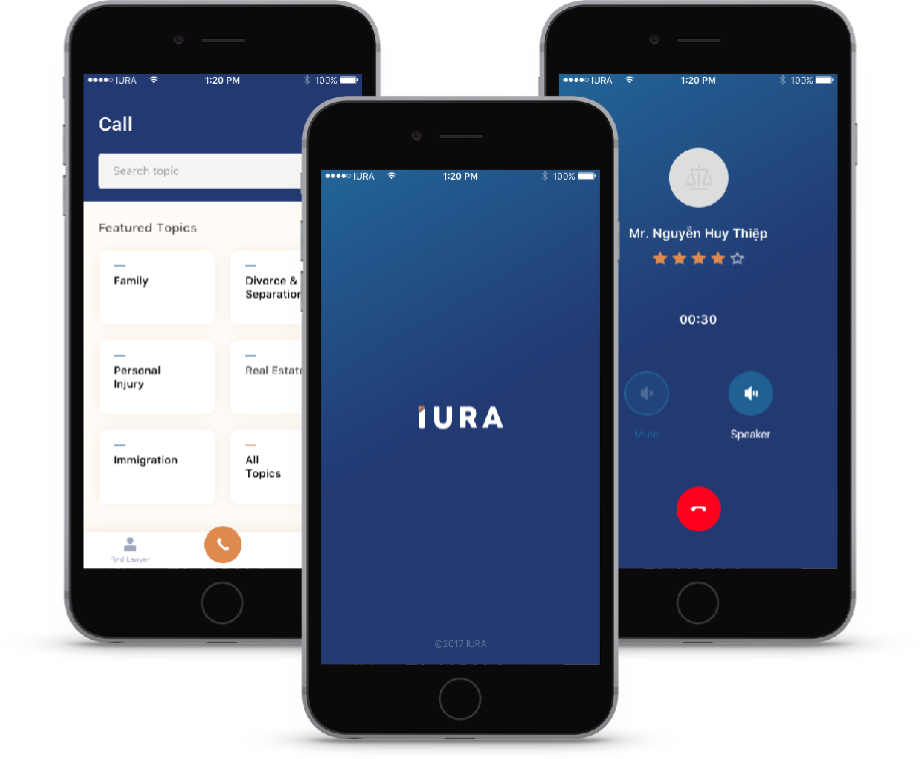 IURA 1:20 PM 100%
Call
Search topic
Featured Topics
Family
Divorce &
Separation
Personal
Injury
Real Estate
Immigration
All
Topics
Find Lawyer
IURA 1:20 PM 100%
IURA
©2017 IURA
IURA 1:20 PM 100%
Mr. Nguyễn Huy Thiệp
00:30
Mute
Speaker